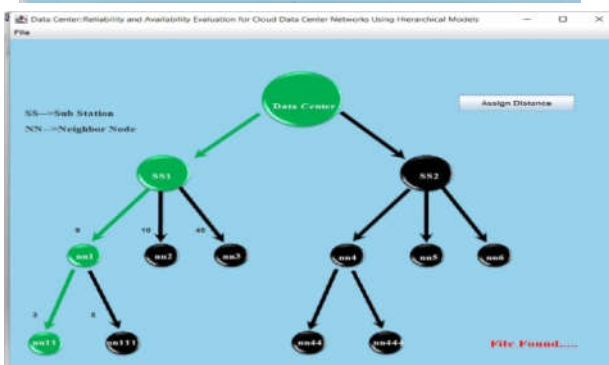 Data Center:Reliability and Availability Evaluation for Cloud Data Center Networks Using Hierarchical Models
File
Data Center
Assign Distance
SS-->Sub Station
NN-->Neighbor Node
SS1
SS2
10
nn1
nn2
nn3
nn4
nn5
nn6
nn11
nn111
nn44
nn444
File Found.....